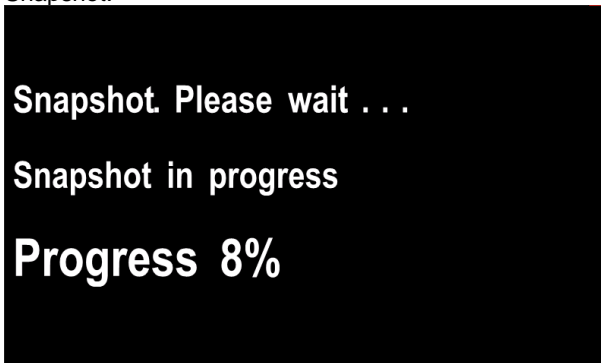 Snapshot. Please wait . . .
Snapshot in progress
Progress 8%